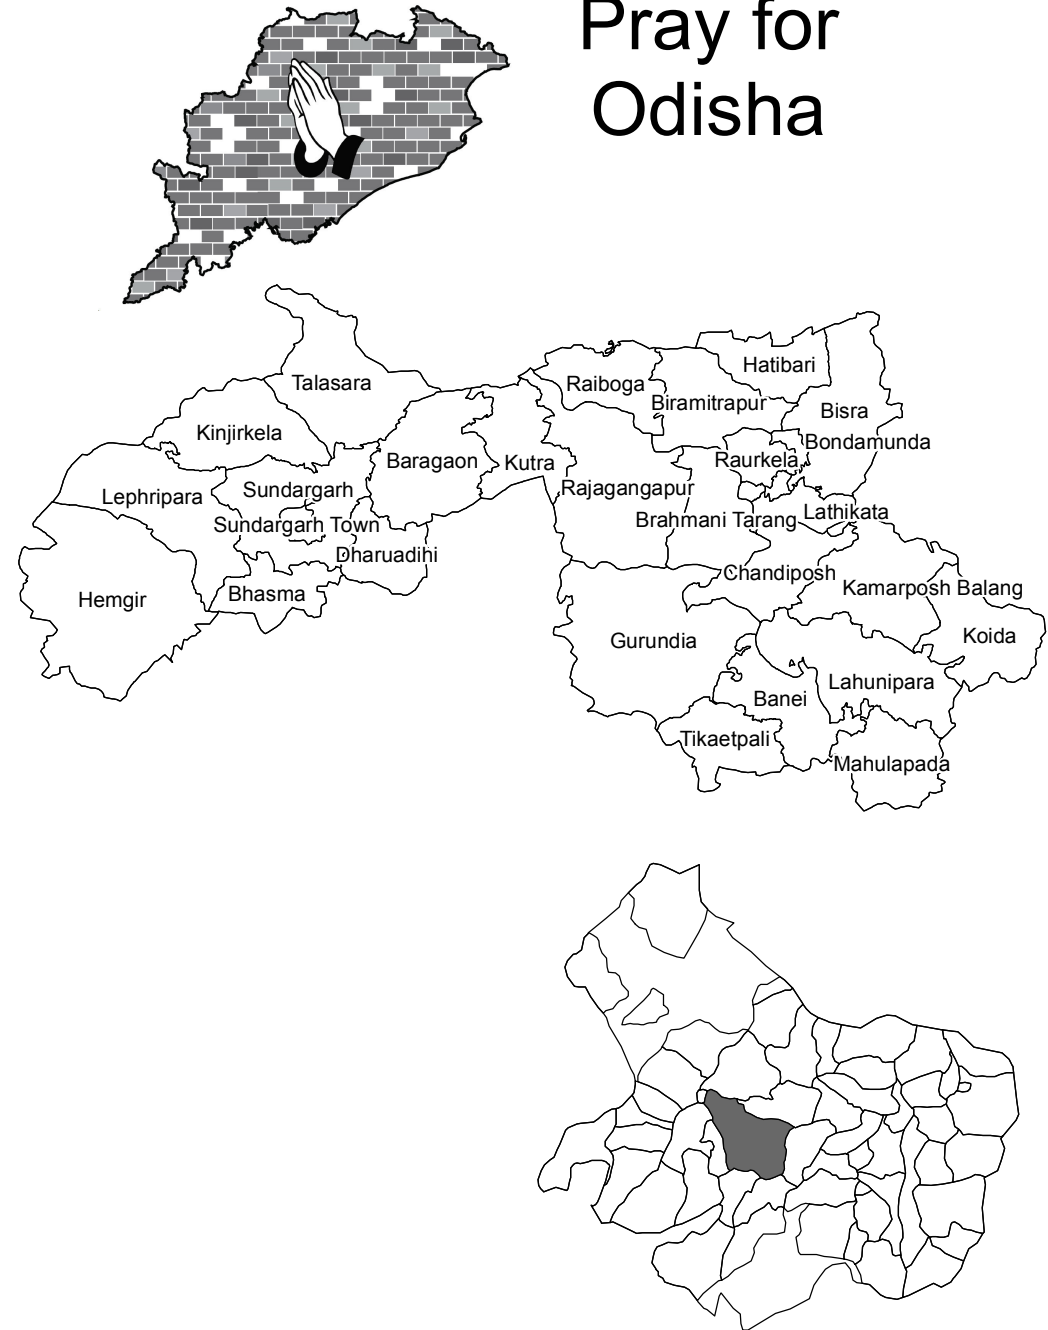 Pray for
Odisha
Talasara
Hatibari
Raiboga
Biramitrapur
Bisra
Kinjirkela
Bondamunda
Baragaon
Kutra
Raurkela
Lephripara
Sundargarh
Rajagangapur
Sundargarh Town
Brahmani Tarang
Lathikata
Dharuadihi
Chandiposh
Bhasma
Kamarposh Balang
Hemgir
Gurundia
Koida
Lahunipara
Banei
Tikaetpali
Mahulapada